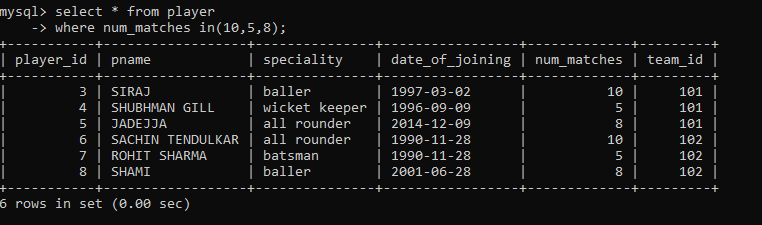 mysql> select * from player
    -> where num_matches in(10,5,8);
+-----------+------------------+---------------+-----------------+-------------+---------+
| player_id | pname            | speciality    | date_of_joining | num_matches | team_id |
+-----------+------------------+---------------+-----------------+-------------+---------+
|         3 | SIRAJ            | baller        | 1997-03-02      |          10 |     101 |
|         4 | SHUBHMAN GILL    | wicket keeper | 1996-09-09      |           5 |     101 |
|         5 | JADEJJA          | all rounder   | 2014-12-09      |           8 |     101 |
|         6 | SACHIN TENDULKAR | all rounder   | 1990-11-28      |          10 |     102 |
|         7 | ROHIT SHARMA     | batsman       | 1990-11-28      |           5 |     102 |
|         8 | SHAMI            | baller        | 2001-06-28      |           8 |     102 |
+-----------+------------------+---------------+-----------------+-------------+---------+
6 rows in set (0.00 sec)